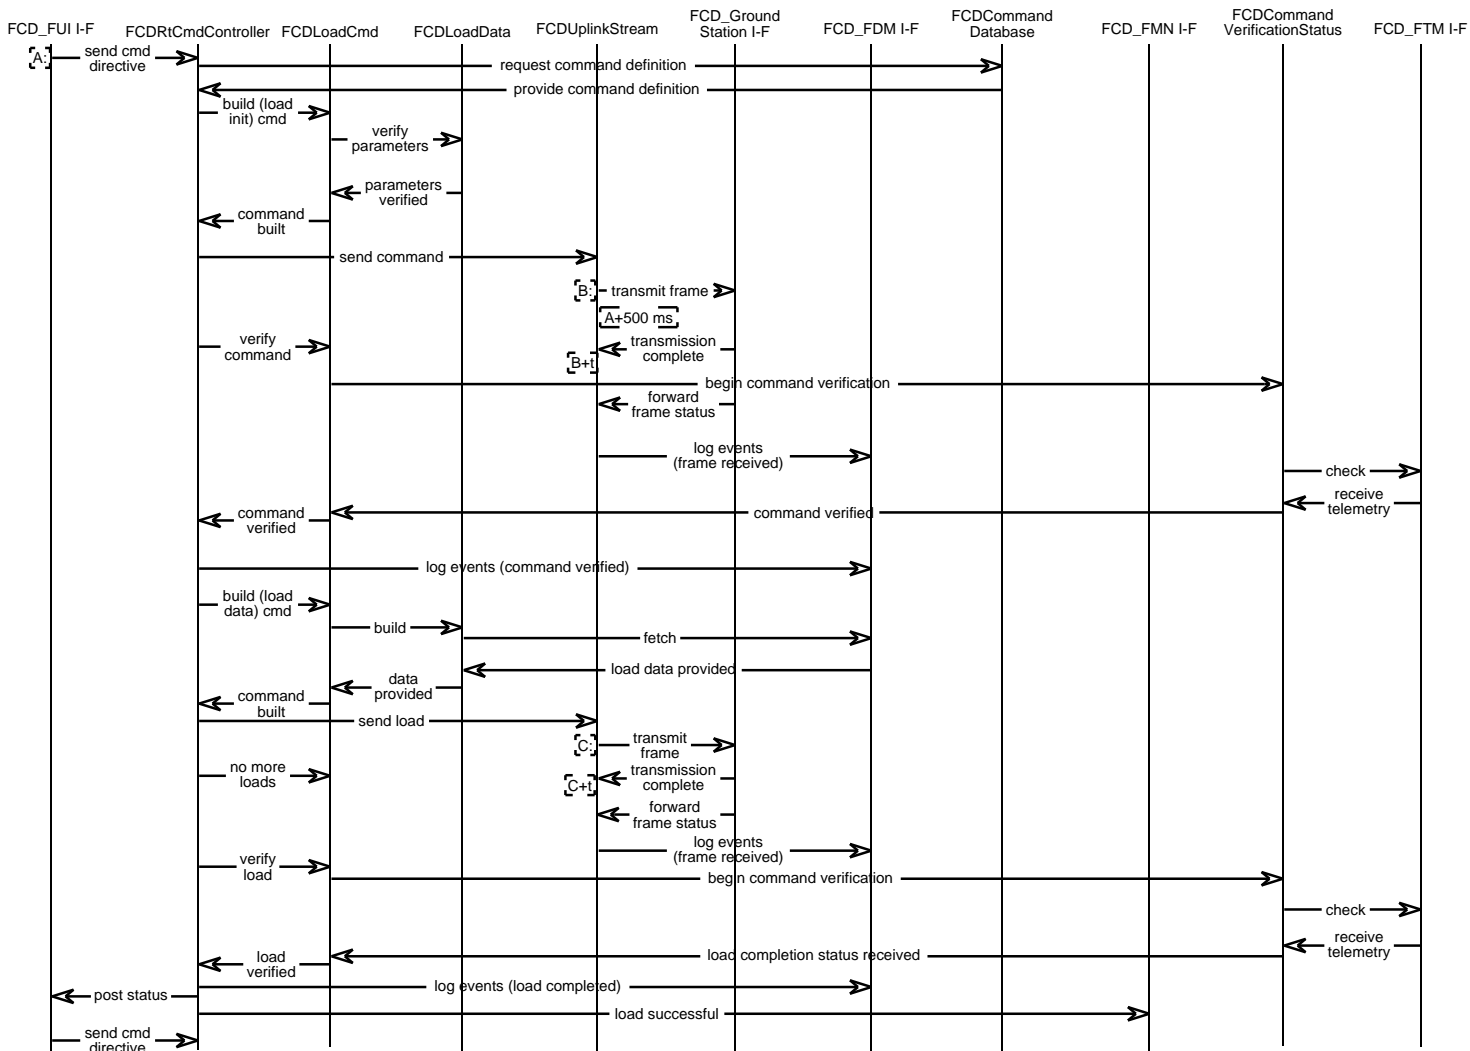 FCD_FUI I-F
FCDRtCmdController
FCDLoadCmd
FCDLoadData
FCDUplinkStream
FCD_Ground
Station I-F
FCD_FDM I-F
FCDCommand
Database
FCD_FMN I-F
FCDCommand
VerificationStatus
FCD_FTM I-F
A:
send cmd
directive
request command definition
provide command definition
build (load
init) cmd
verify
parameters
parameters
verified
command
built
send command
B:
transmit frame
A+500 ms
verify
command
transmission
complete
B+t
begin command verification
forward
frame status
log events
(frame received)
check
receive
telemetry
command verified
command
verified
log events (command verified)
build (load
data) cmd
build
fetch
load data provided
data
provided
command
built
send load
C:
transmit
frame
no more
loads
transmission
complete
C+t
forward
frame status
log events
(frame received)
verify
load
begin command verification
check
receive
telemetry
load completion status received
load
verified
log events (load completed)
post status
load successful
send cmd
directive